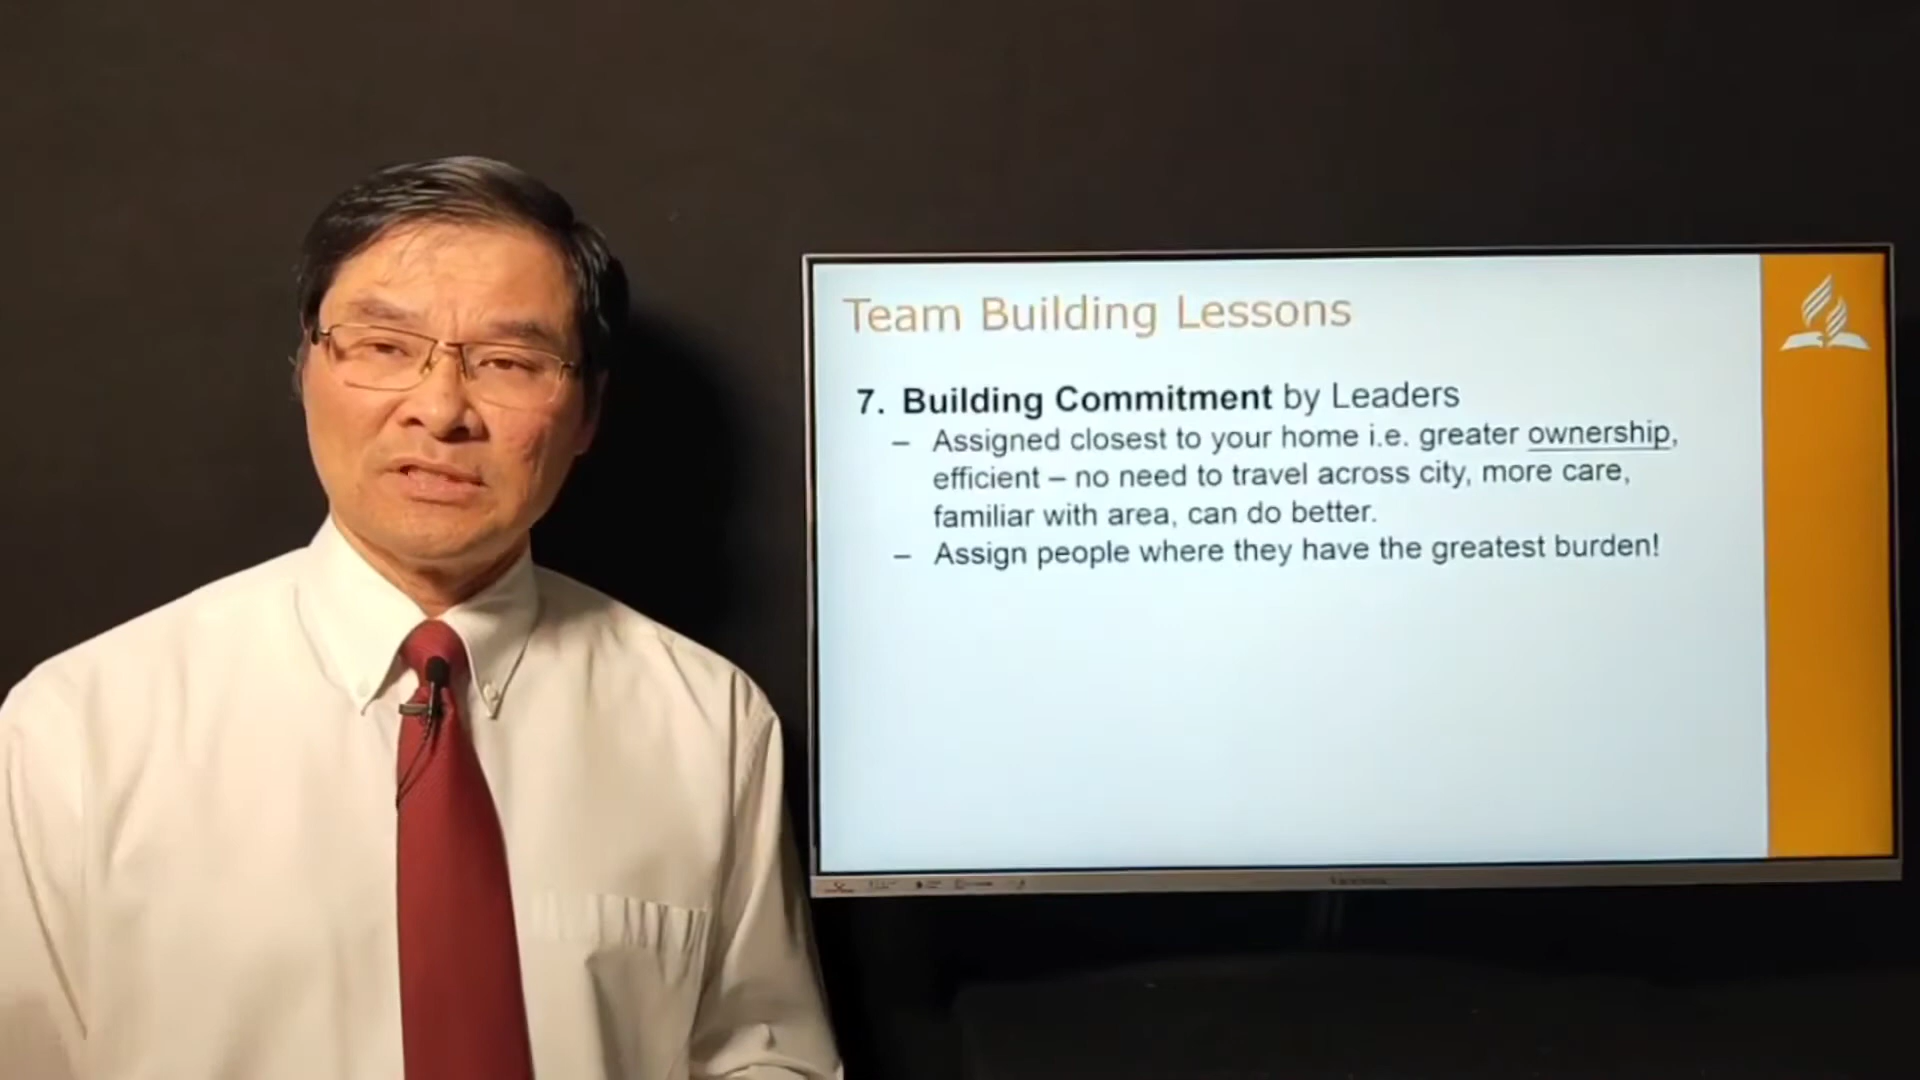 Team Building Lessons
7. Building Commitment by Leaders
– Assigned closest to your home i.e. greater ownership,
efficient – no need to travel across city, more care,
familiar with area, can do better.
– Assign people where they have the greatest burden!